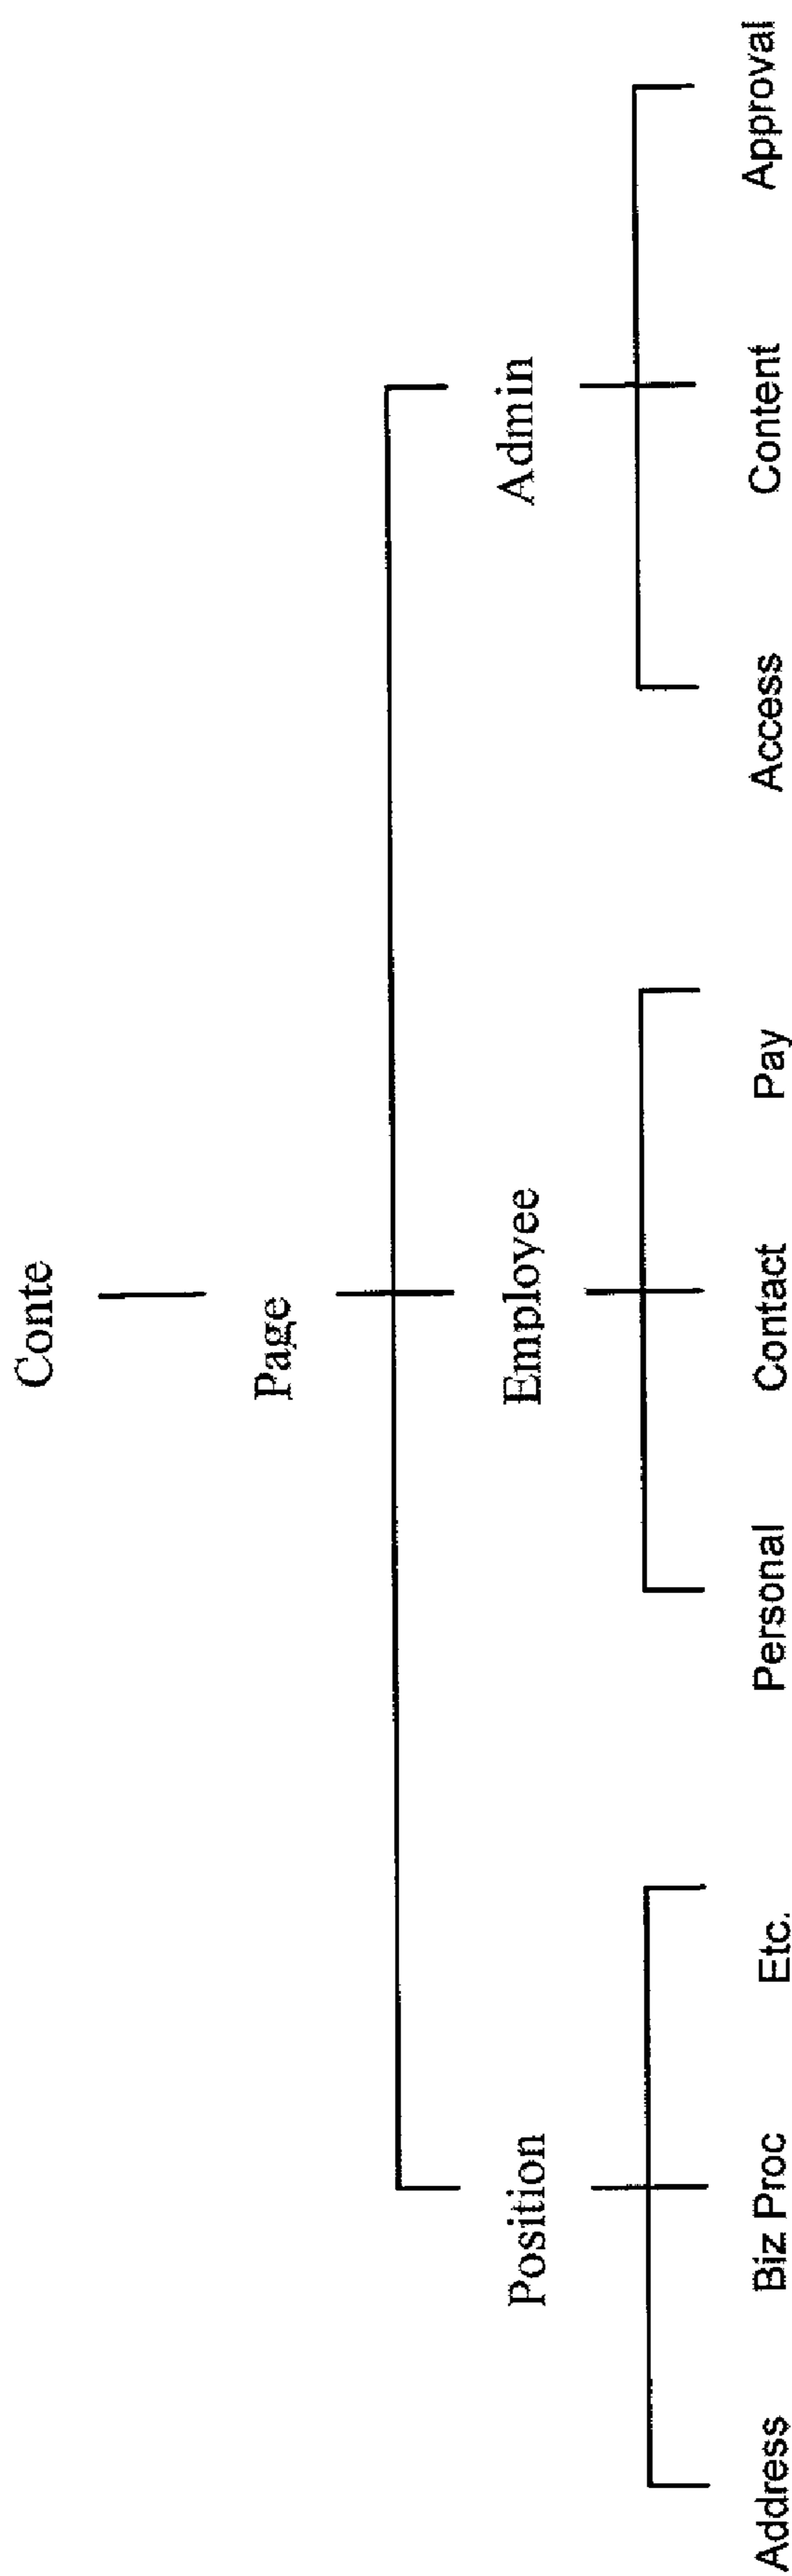 Conte
Page
Position Employee Admin
Address Biz Proc Etc. Personal Contact Pay Access Content Approval